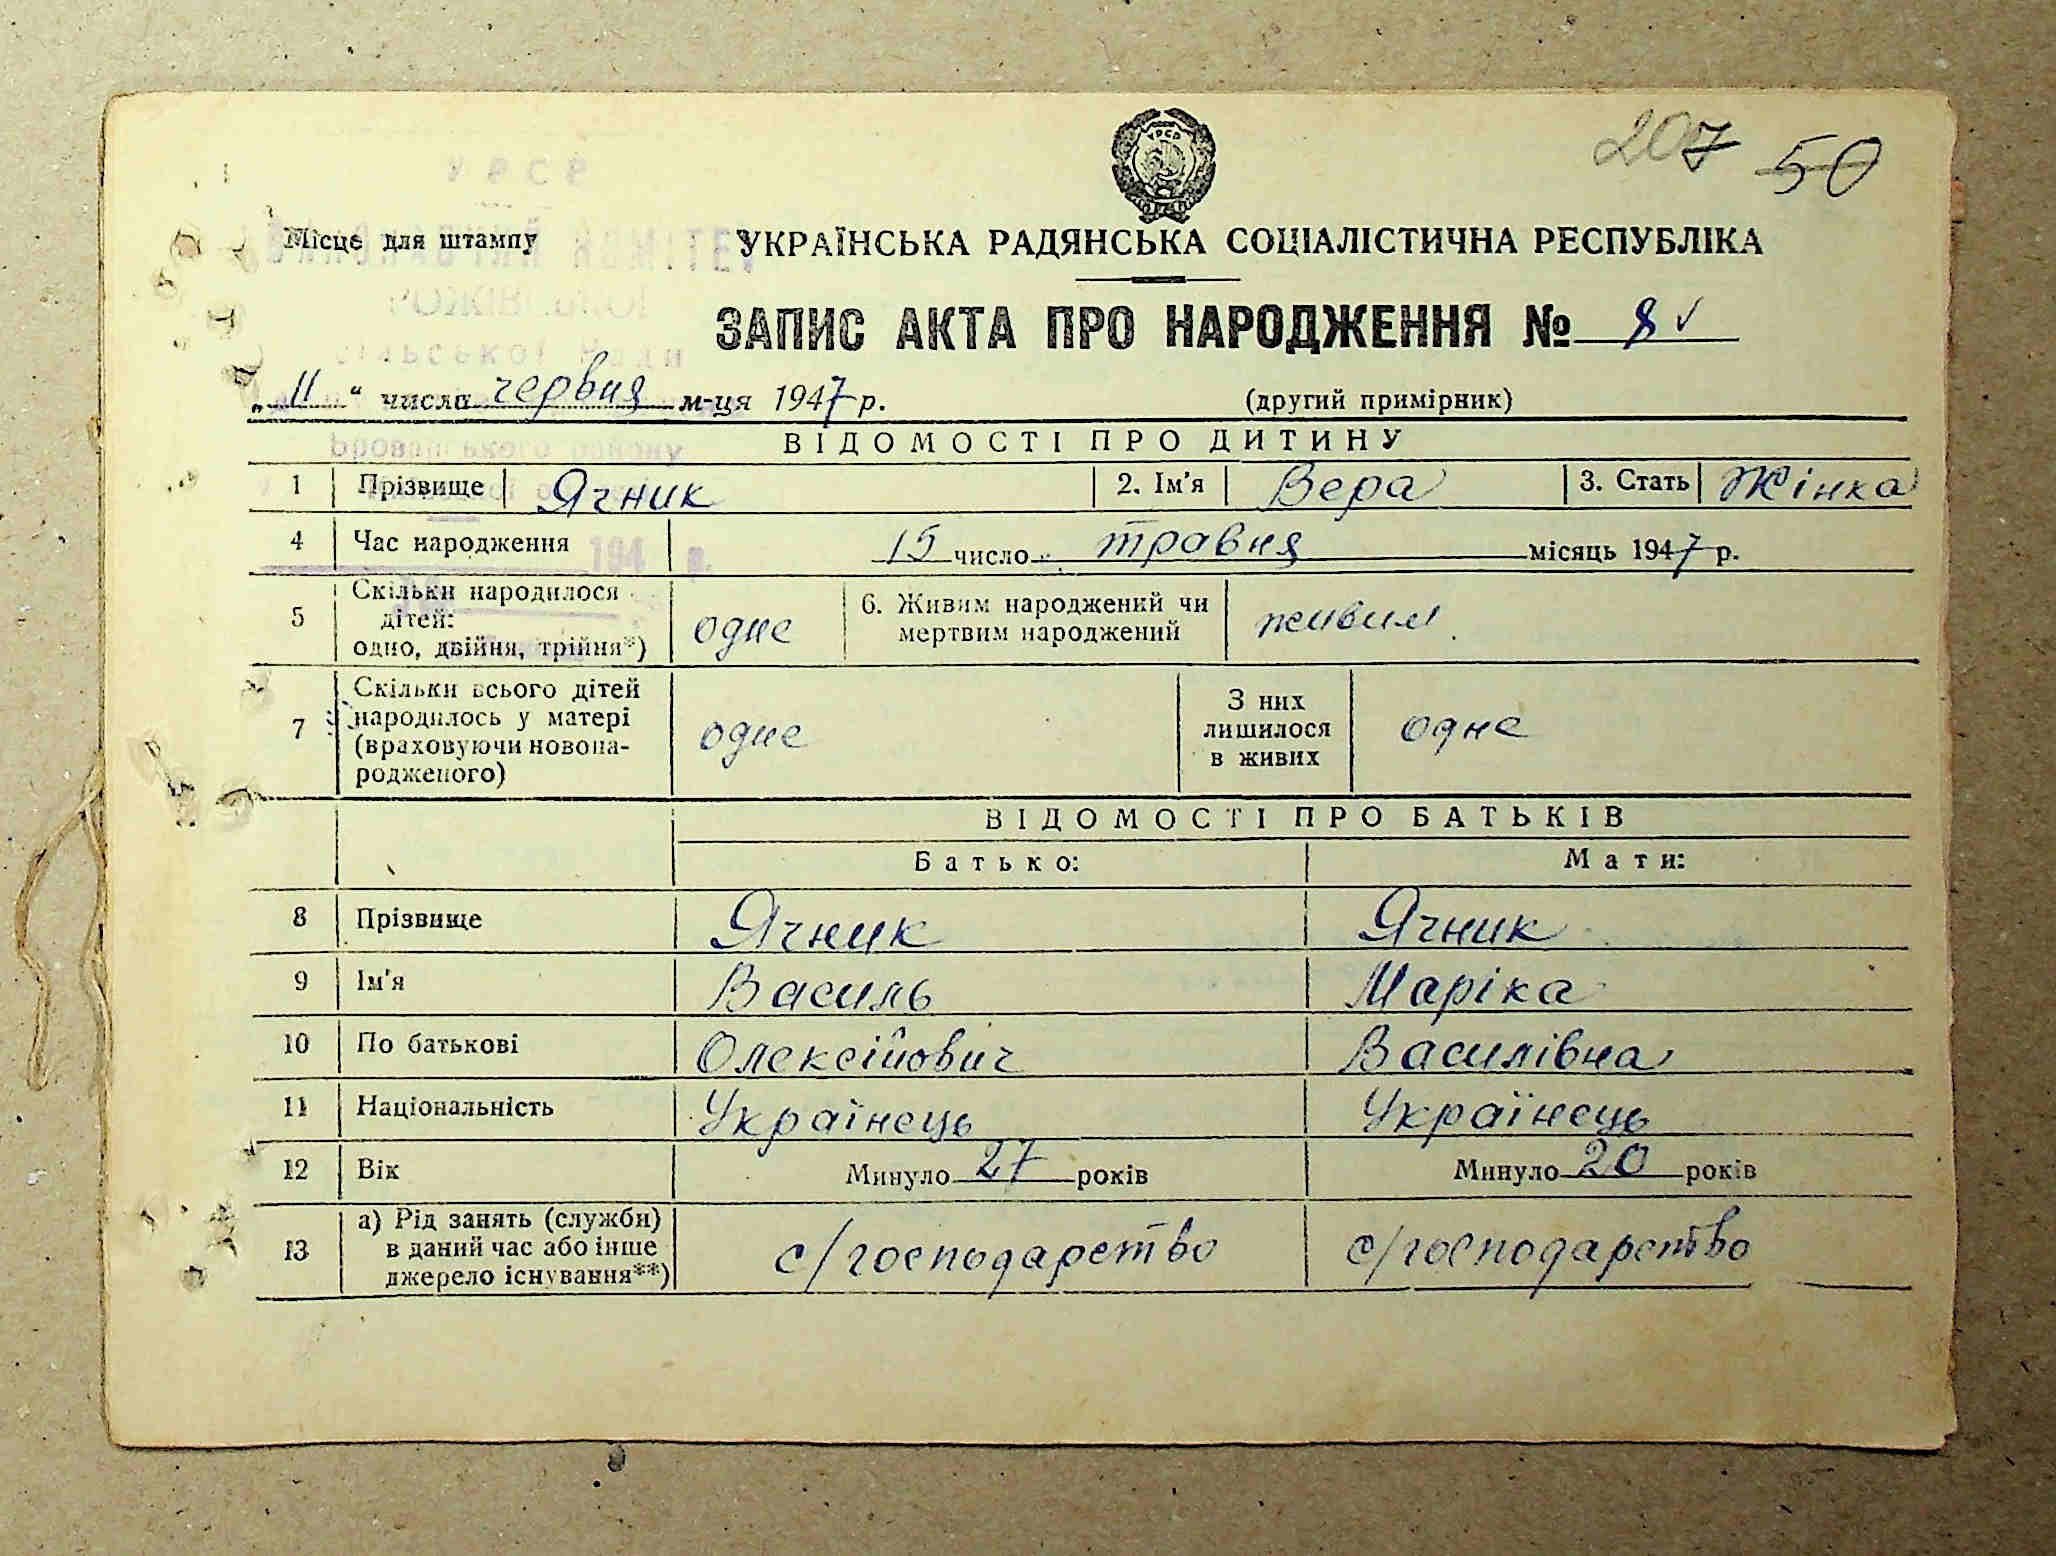 207 50
УРСР
Місце для штампу
УКРАЇНСЬКА РАДЯНСЬКА СОЦІАЛІСТИЧНА РЕСПУБЛІКА
ЗАПИС АКТА ПРО НАРОДЖЕННЯ № 8 ✓
„11“ числа червня м-ця 1947 р. (другий примірник)
ВІДОМОСТІ ПРО ДИТИНУ
1 Прізвище Ячник 2. Ім'я Вера 3. Стать Жінка
4 Час народження 15 число травня місяць 1947 р.
5 Скільки народилося дітей: одно, двійня, трійня*) одне 6. Живим народжений чи мертвим народжений живим
7 Скільки всього дітей народилось у матері (враховуючи новонародженого) одне З них лишилося в живих одне
ВІДОМОСТІ ПРО БАТЬКІВ
Батько: Мати:
8 Прізвище Ячник Ячник
9 Ім'я Василь Маріка
10 По батькові Олексійович Василівна
11 Національність Українець Українець
12 Вік Минуло 27 років Минуло 20 років
13 а) Рід занять (служби) в даний час або інше джерело існування**) с/господарство с/господарство